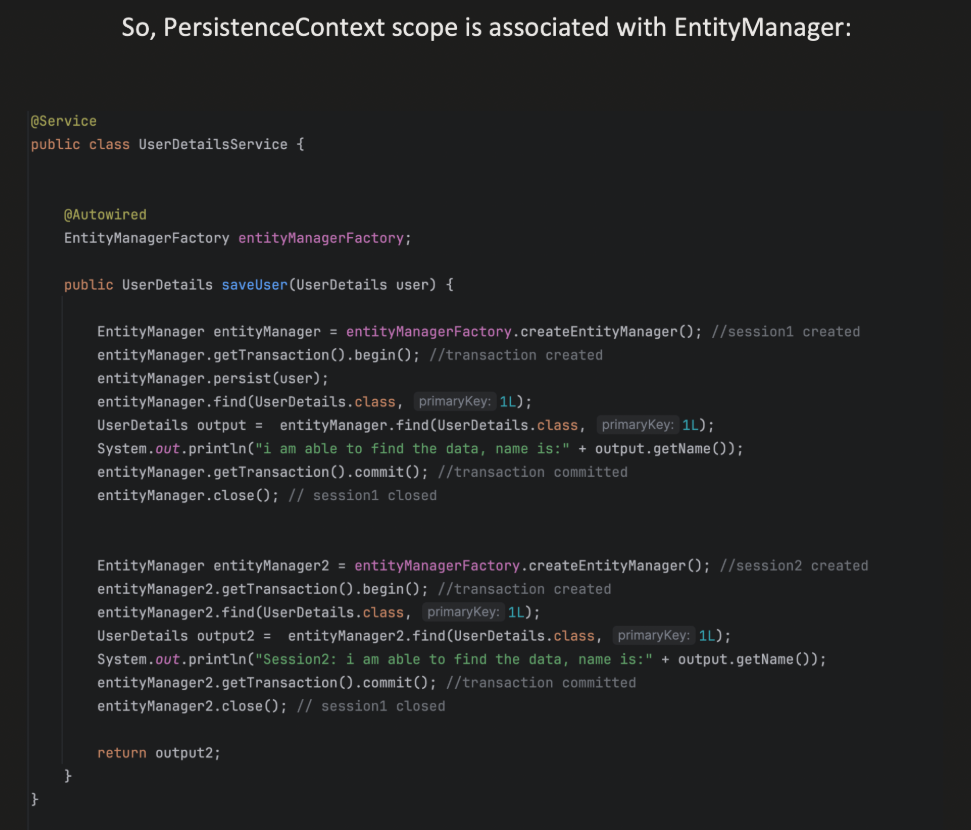 So, PersistenceContext scope is associated with EntityManager:
@Service
public class UserDetailsService {
@Autowired
EntityManagerFactory entityManagerFactory;
public UserDetails saveUser(UserDetails user) {
EntityManager entityManager = entityManagerFactory.createEntityManager(); //session1 created
entityManager.getTransaction().begin(); //transaction created
entityManager.persist(user);
entityManager.find(UserDetails.class, primaryKey: 1L);
UserDetails output =  entityManager.find(UserDetails.class, primaryKey: 1L);
System.out.println("i am able to find the data, name is:" + output.getName());
entityManager.getTransaction().commit(); //transaction committed
entityManager.close(); // session1 closed
EntityManager entityManager2 = entityManagerFactory.createEntityManager(); //session2 created
entityManager2.getTransaction().begin(); //transaction created
entityManager2.find(UserDetails.class, primaryKey: 1L);
UserDetails output2 =  entityManager2.find(UserDetails.class, primaryKey: 1L);
System.out.println("Session2: i am able to find the data, name is:" + output.getName());
entityManager2.getTransaction().commit(); //transaction committed
entityManager2.close(); // session1 closed
return output2;
}
}